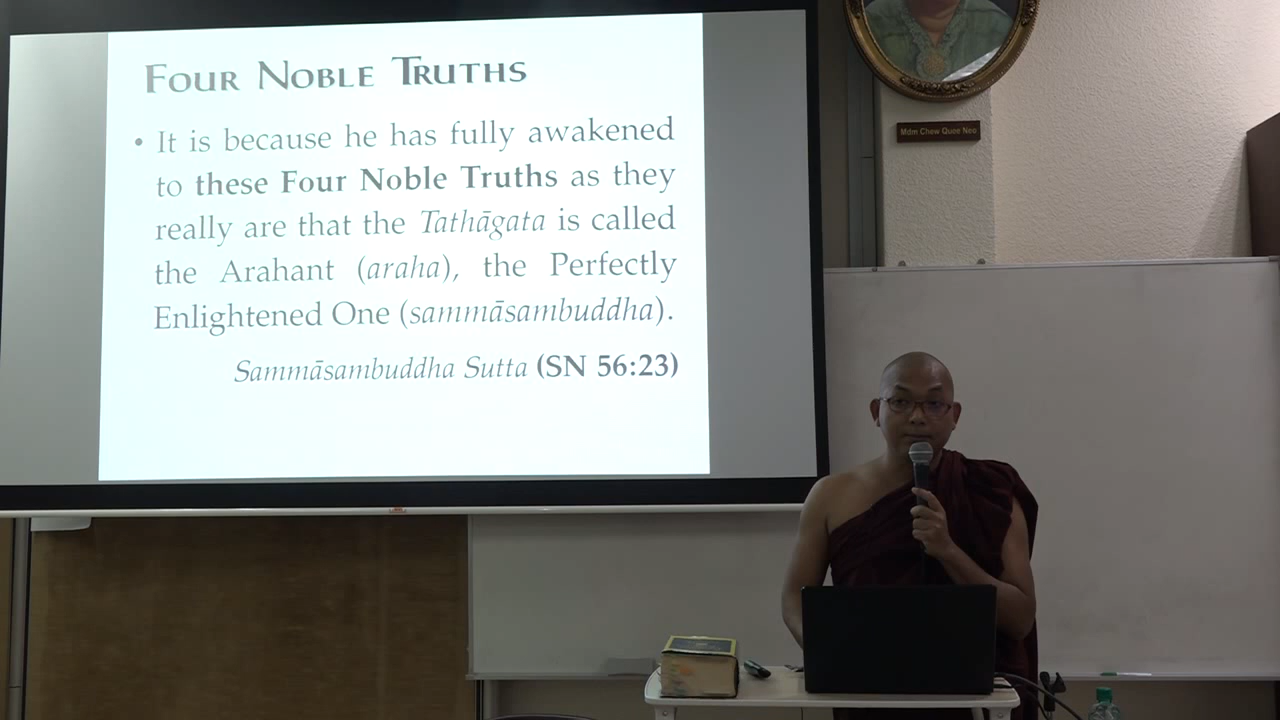 FOUR NOBLE TRUTHS
• It is because he has fully awakened
to these Four Noble Truths as they
really are that the Tathāgata is called
the Arahant (araha), the Perfectly
Enlightened One (sammāsambuddha).
Sammāsambuddha Sutta (SN 56:23)
Mdm Chew Quee Neo